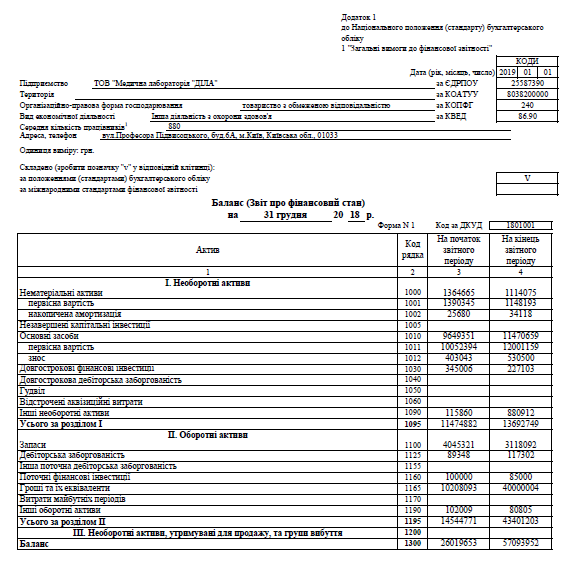 Додаток 1
до Національного положення (стандарту) бухгалтерського
обліку
1 "Загальні вимоги до фінансової звітності"
КОДИ
Дата (рік, місяць, число) 2019 01 01
Підприємство ТОВ "Медична лабораторія "ДІЛА" за ЄДРПОУ 25587390
Територія за КОАТУУ 8038200000
Організаційно-правова форма господарювання товариство з обмеженою відповідальністю за КОПФГ 240
Вид економічної діяльності Інша діяльність з охорони здоров'я за КВЕД 86.90
Середня кількість працівників1 880
Адреса, телефон вул.Професора Підвисоцького, буд.6А, м.Київ, Київська обл., 01033
Одиниця виміру: грн.
Складено (зробити позначку "v" у відповідній клітинці):
за положеннями (стандартами) бухгалтерського обліку V
за міжнародними стандартами фінансової звітності
Баланс (Звіт про фінансовий стан)
на 31 грудня 20 18 р.
Форма N 1 Код за ДКУД 1801001
Актив Код рядка На початок звітного періоду На кінець звітного періоду
1 2 3 4
I. Необоротні активи
Нематеріальні активи 1000 1364665 1114075
первісна вартість 1001 1390345 1148193
накопичена амортизація 1002 25680 34118
Незавершені капітальні інвестиції 1005
Основні засоби 1010 9649351 11470659
первісна вартість 1011 10052394 12001159
знос 1012 403043 530500
Довгострокові фінансові інвестиції 1030 345006 227103
Довгострокова дебіторська заборгованість 1040
Гудвіл 1050
Відстрочені аквізиційні витрати 1060
Інші необоротні активи 1090 115860 880912
Усього за розділом I 1095 11474882 13692749
II. Оборотні активи
Запаси 1100 4045321 3118092
Дебіторська заборгованість 1125 89348 117302
Інша поточна дебіторська заборгованість 1155
Поточні фінансові інвестиції 1160 100000 85000
Гроші та їх еквіваленти 1165 10208093 40000004
Витрати майбутніх періодів 1170
Інші оборотні активи 1190 102009 80805
Усього за розділом II 1195 14544771 43401203
III. Необоротні активи, утримувані для продажу, та групи вибуття 1200
Баланс 1300 26019653 57093952